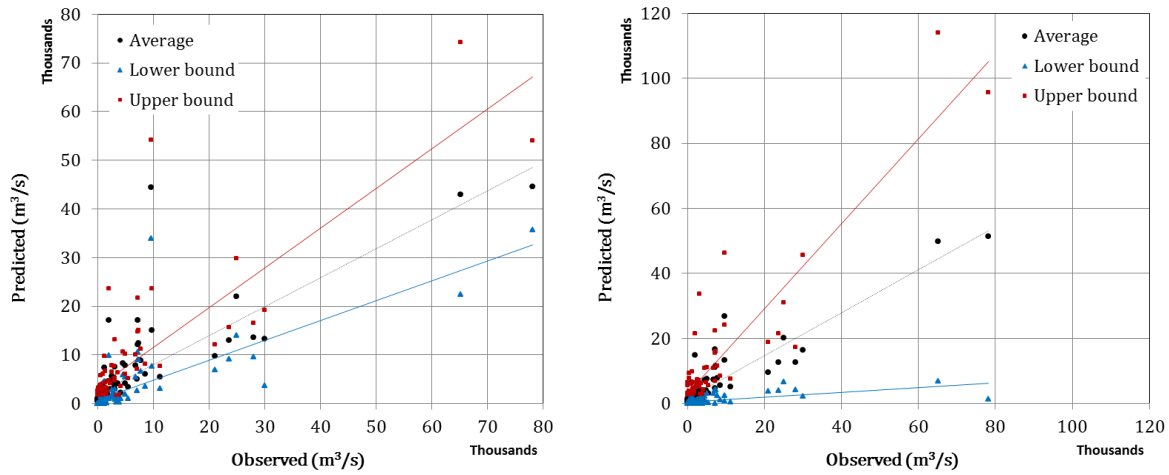 80
70
60
50
40
30
20
10
0
Thousands
Predicted (m³/s)
Average
Lower bound
Upper bound
0 10 20 30 40 50 60 70 80
Thousands
Observed (m³/s)
120
100
80
60
40
20
0
Thousands
Predicted (m³/s)
Average
Lower bound
Upper bound
0 20 40 60 80 100 120
Thousands
Observed (m³/s)